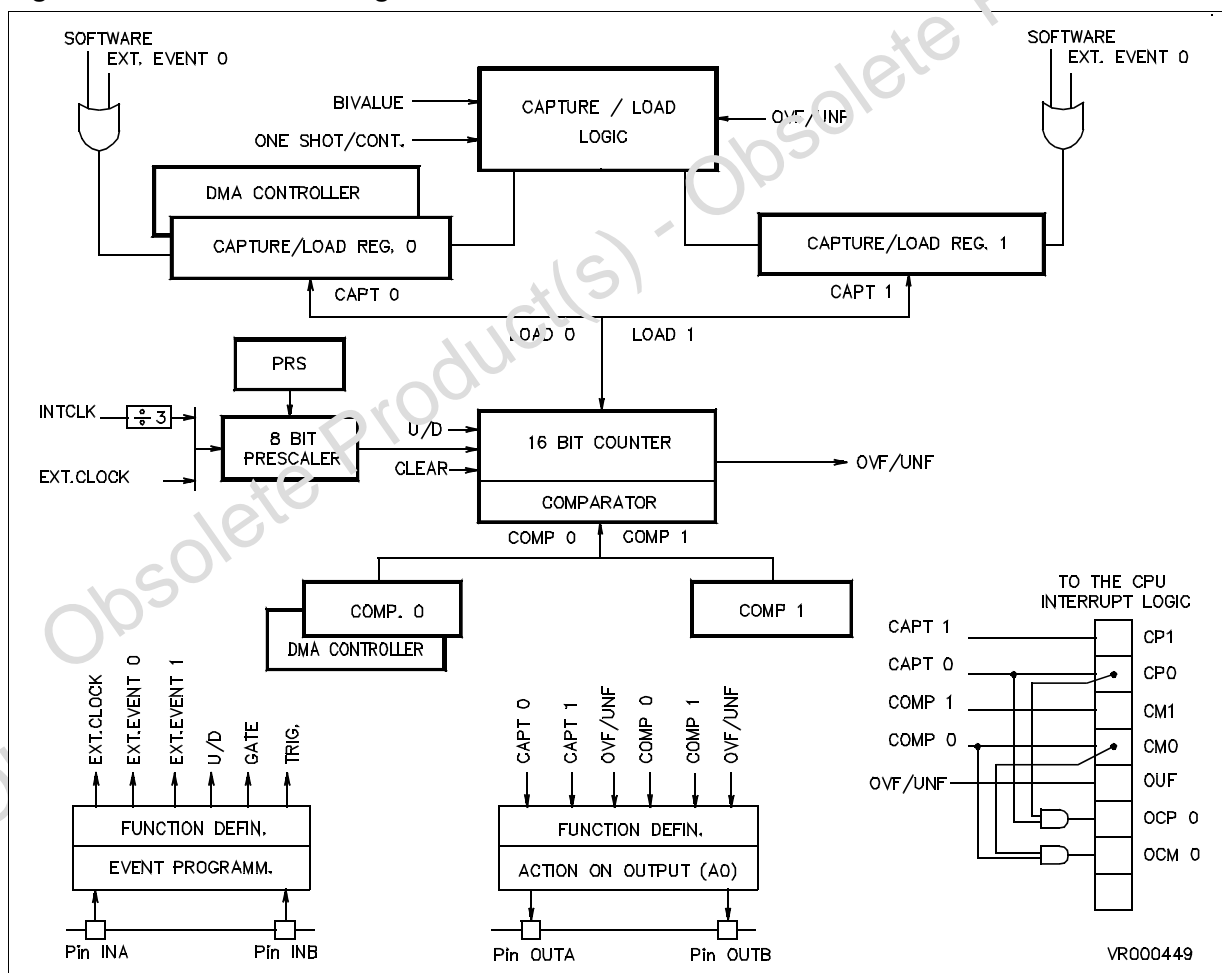 SOFTWARE
EXT. EVENT 0
SOFTWARE
EXT. EVENT 0
BIVALUE
ONE SHOT/CONT.
CAPTURE / LOAD
LOGIC
OVF/UNF
DMA CONTROLLER
CAPTURE/LOAD REG. 0
CAPTURE/LOAD REG. 1
CAPT 0
CAPT 1
LOAD 0
LOAD 1
PRS
INTCLK
÷ 3
8 BIT
PRESCALER
EXT.CLOCK
U/D
CLEAR
16 BIT COUNTER
COMPARATOR
OVF/UNF
COMP 0
COMP 1
COMP. 0
DMA CONTROLLER
COMP 1
TO THE CPU
INTERRUPT LOGIC
CAPT 1
CP1
CAPT 0
CP0
COMP 1
CM1
COMP 0
CM0
OVF/UNF
OUF
OCP 0
OCM 0
EXT.CLOCK
EXT.EVENT 0
EXT.EVENT 1
U/D
GATE
TRIG.
FUNCTION DEFIN.
EVENT PROGRAMM.
Pin INA
Pin INB
CAPT 0
CAPT 1
OVF/UNF
COMP 0
COMP 1
OVF/UNF
FUNCTION DEFIN.
ACTION ON OUTPUT (AO)
Pin OUTA
Pin OUTB
VR000449
Obsolete Product(s) - Obsolete